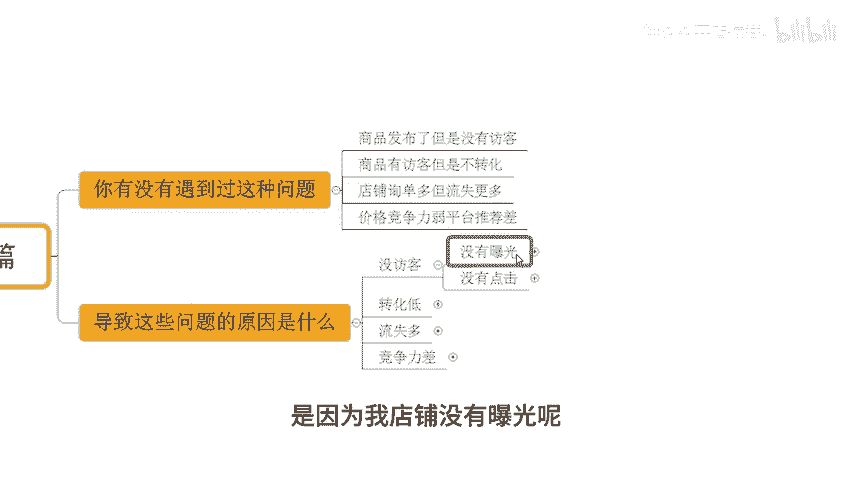 bilibili
商品发布了但是没有访客
商品有访客但是不转化
你有没有遇到过这种问题
店铺询单多但流失更多
价格竞争力弱平台推荐差
篇
没有曝光
没访客
没有点击
转化低
导致这些问题的原因是什么
流失多
竞争力差
是因为我店铺没有曝光呢